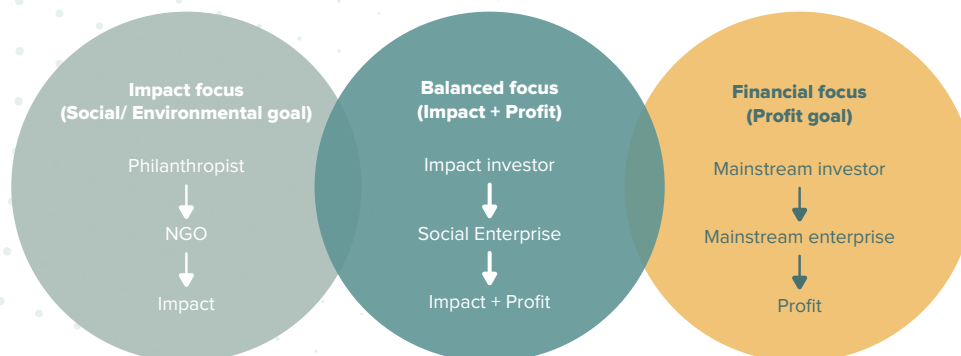 Impact focus
(Social/ Environmental goal)
Philanthropist
NGO
Impact
Balanced focus
(Impact + Profit)
Impact investor
Social Enterprise
Impact + Profit
Financial focus
(Profit goal)
Mainstream investor
Mainstream enterprise
Profit